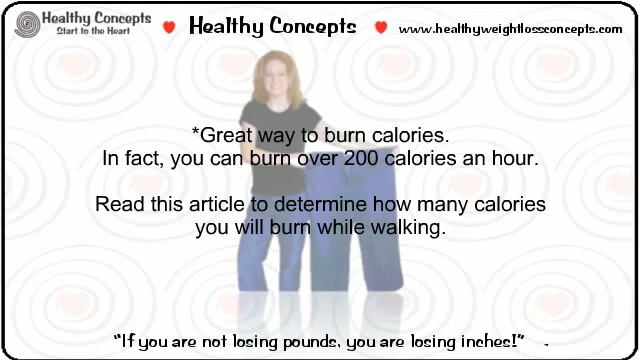 Healthy Concepts
Start to the Heart
Healthy Concepts
www.healthyweightlossconcepts.com
*Great way to burn calories.
In fact, you can burn over 200 calories an hour.
Read this article to determine how many calories
you will burn while walking.
"If you are not losing pounds, you are losing inches!"